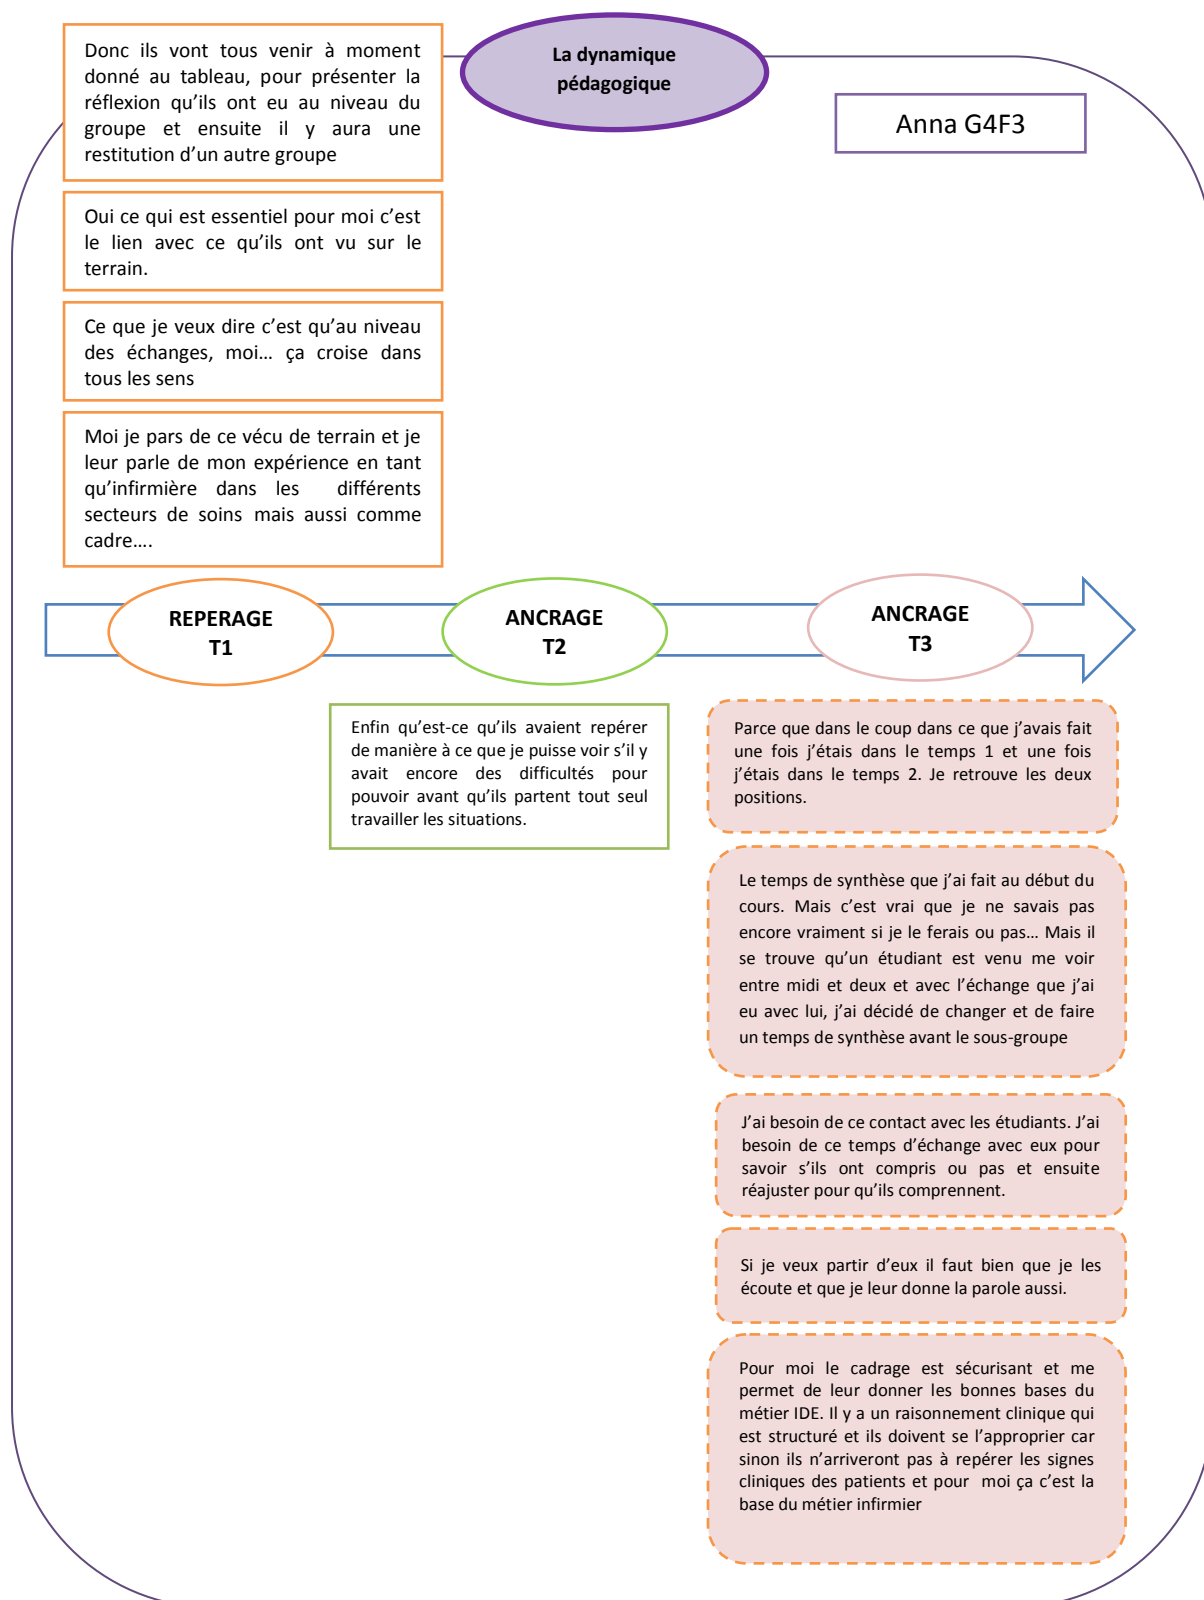 La dynamique
pédagogique
Anna G4F3
Donc ils vont tous venir à moment
donné au tableau, pour présenter la
réflexion qu’ils ont eu au niveau du
groupe et ensuite il y aura une
restitution d’un autre groupe
Oui ce qui est essentiel pour moi c’est
le lien avec ce qu’ils ont vu sur le
terrain.
Ce que je veux dire c’est qu’au niveau
des échanges, moi… ça croise dans
tous les sens
Moi je pars de ce vécu de terrain et je
leur parle de mon expérience en tant
qu’infirmière dans les différents
secteurs de soins mais aussi comme
cadre….
REPERAGE
T1
ANCRAGE
T2
ANCRAGE
T3
Enfin qu’est-ce qu’ils avaient repérer
de manière à ce que je puisse voir s’il y
avait encore des difficultés pour
pouvoir avant qu’ils partent tout seul
travailler les situations.
Parce que dans le coup dans ce que j’avais fait
une fois j’étais dans le temps 1 et une fois
j’étais dans le temps 2. Je retrouve les deux
positions.
Le temps de synthèse que j’ai fait au début du
cours. Mais c’est vrai que je ne savais pas
encore vraiment si je le ferais ou pas… Mais il
se trouve qu’un étudiant est venu me voir
entre midi et deux et avec l’échange que j’ai
eu avec lui, j’ai décidé de changer et de faire
un temps de synthèse avant le sous-groupe
J’ai besoin de ce contact avec les étudiants. J’ai
besoin de ce temps d’échange avec eux pour
savoir s’ils ont compris ou pas et ensuite
réajuster pour qu’ils comprennent.
Si je veux partir d’eux il faut bien que je les
écoute et que je leur donne la parole aussi.
Pour moi le cadrage est sécurisant et me
permet de leur donner les bonnes bases du
métier IDE. Il y a un raisonnement clinique qui
est structuré et ils doivent se l’approprier car
sinon ils n’arriveront pas à repérer les signes
cliniques des patients et pour moi ça c’est la
base du métier infirmier